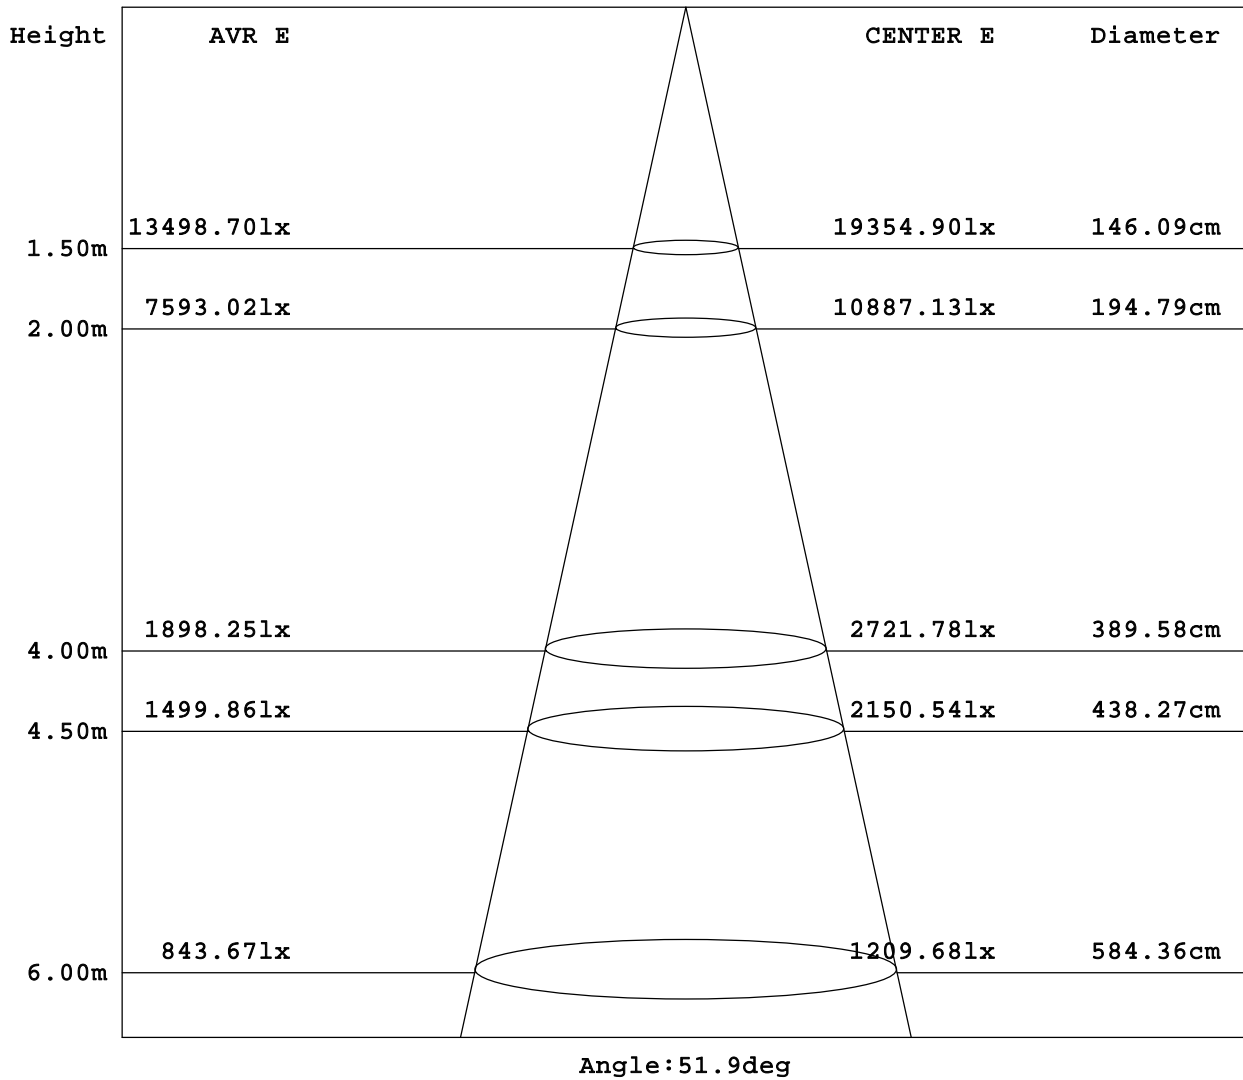 Height AVR E CENTER E Diameter
13498.70lx 19354.90lx 146.09cm
1.50m
7593.02lx 10887.13lx 194.79cm
2.00m
1898.25lx 2721.78lx 389.58cm
4.00m
1499.86lx 2150.54lx 438.27cm
4.50m
843.67lx 1209.68lx 584.36cm
6.00m
Angle:51.9deg